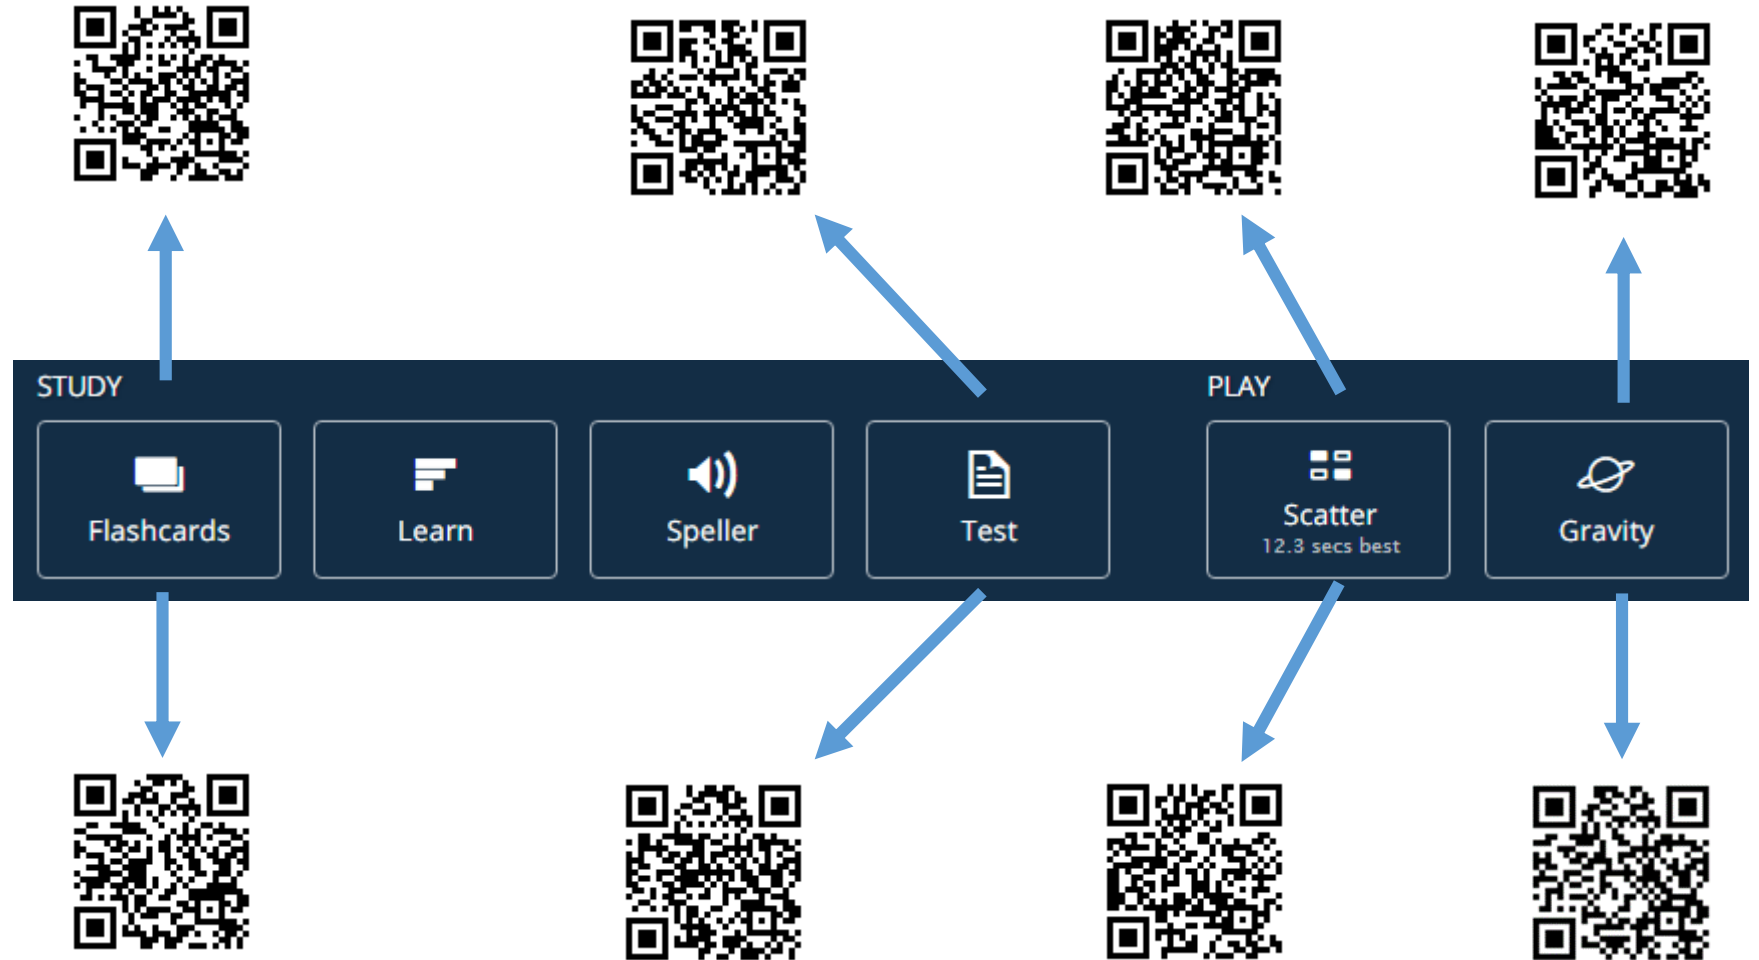 STUDY
PLAY
Flashcards
Learn
Speller
Test
Scatter
12.3 secs best
Gravity